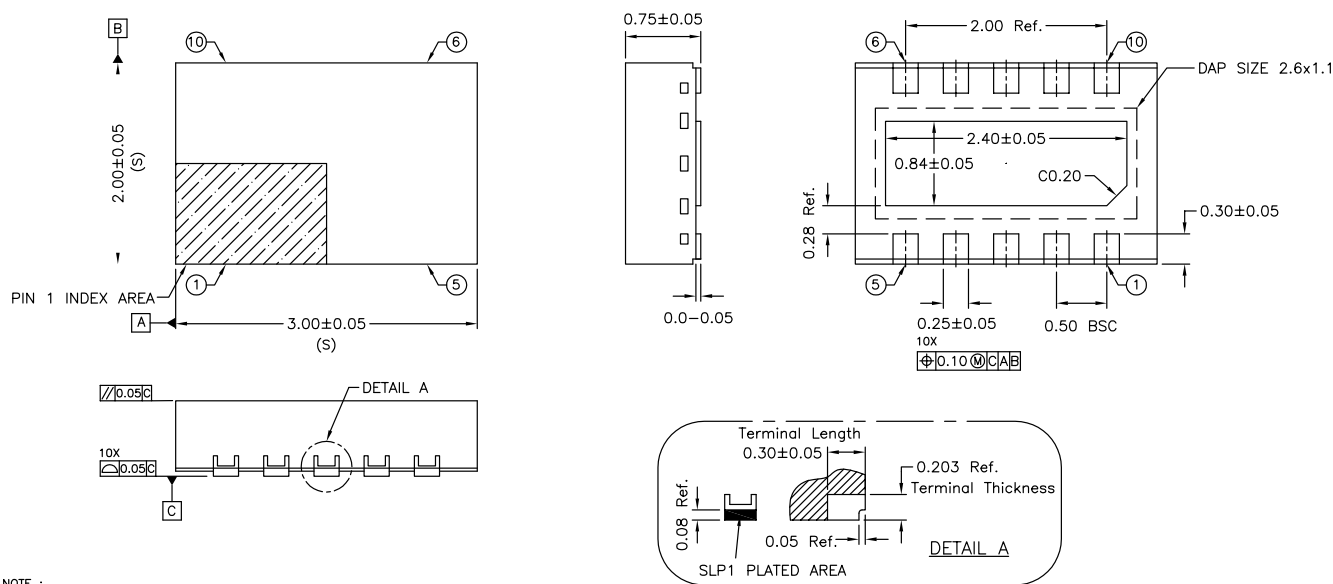 B
10
6
2.00±0.05
(S)
PIN 1 INDEX AREA
1
5
A
3.00±0.05
(S)
0.75±0.05
0.0-0.05
2.00 Ref.
6
10
DAP SIZE 2.6x1.1
2.40±0.05
0.84±0.05
C0.20
0.28 Ref.
0.30±0.05
5
1
0.25±0.05
10X
⌖0.10ⓂCAB
0.50 BSC
//0.05C
DETAIL A
10X
⌓0.05C
C
Terminal Length
0.30±0.05
0.203 Ref.
Terminal Thickness
0.08 Ref.
0.05 Ref.
DETAIL A
SLP1 PLATED AREA
NOTE :